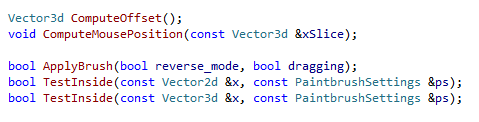 Vector3d ComputeOffset();
void ComputeMousePosition(const Vector3d &xSlice);
bool ApplyBrush(bool reverse_mode, bool dragging);
bool TestInside(const Vector2d &x, const PaintbrushSettings &ps);
bool TestInside(const Vector3d &x, const PaintbrushSettings &ps);